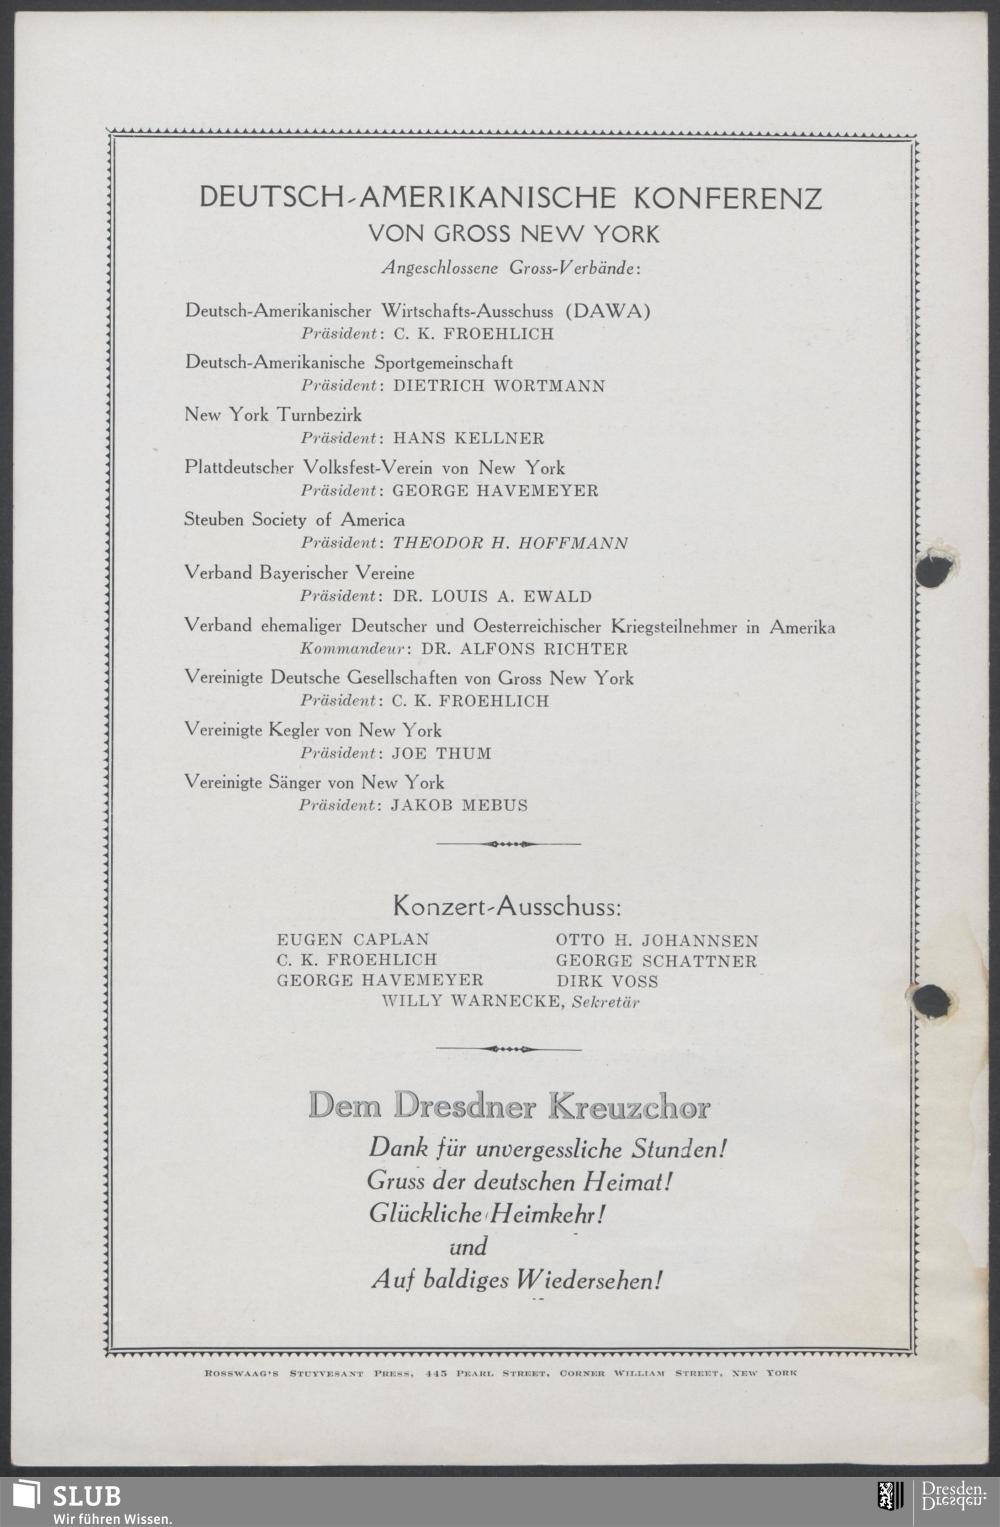 DEUTSCH-AMERIKANISCHE KONFERENZ
VON GROSS NEW YORK
Angeschlossene Gross-Verbände:
Deutsch-Amerikanischer Wirtschafts-Ausschuss (DAWA)
Präsident: C. K. FROEHLICH
Deutsch-Amerikanische Sportgemeinschaft
Präsident: DIETRICH WORTMANN
New York Turnbezirk
Präsident: HANS KELLNER
Plattdeutscher Volksfest-Verein von New York
Präsident: GEORGE HAVEMEYER
Steuben Society of America
Präsident: THEODOR H. HOFFMANN
Verband Bayerischer Vereine
Präsident: DR. LOUIS A. EWALD
Verband ehemaliger Deutscher und Oesterreichischer Kriegsteilnehmer in Amerika
Kommandeur: DR. ALFONS RICHTER
Vereinigte Deutsche Gesellschaften von Gross New York
Präsident: C. K. FROEHLICH
Vereinigte Kegler von New York
Präsident: JOE THUM
Vereinigte Sänger von New York
Präsident: JAKOB MEBUS
Konzert-Ausschuss:
EUGEN CAPLAN OTTO H. JOHANNSEN
C. K. FROEHLICH GEORGE SCHATTNER
GEORGE HAVEMEYER DIRK VOSS
WILLY WARNECKE, Sekretär
Dem Dresdner Kreuzchor
Dank für unvergessliche Stunden!
Gruss der deutschen Heimat!
Glückliche Heimkehr!
und
Auf baldiges Wiedersehen!
ROSSWAAG'S STUYVESANT PRESS, 445 PEARL STREET, CORNER WILLIAM STREET, NEW YORK
SLUB
Wir führen Wissen.
Dresden.
Dresden.